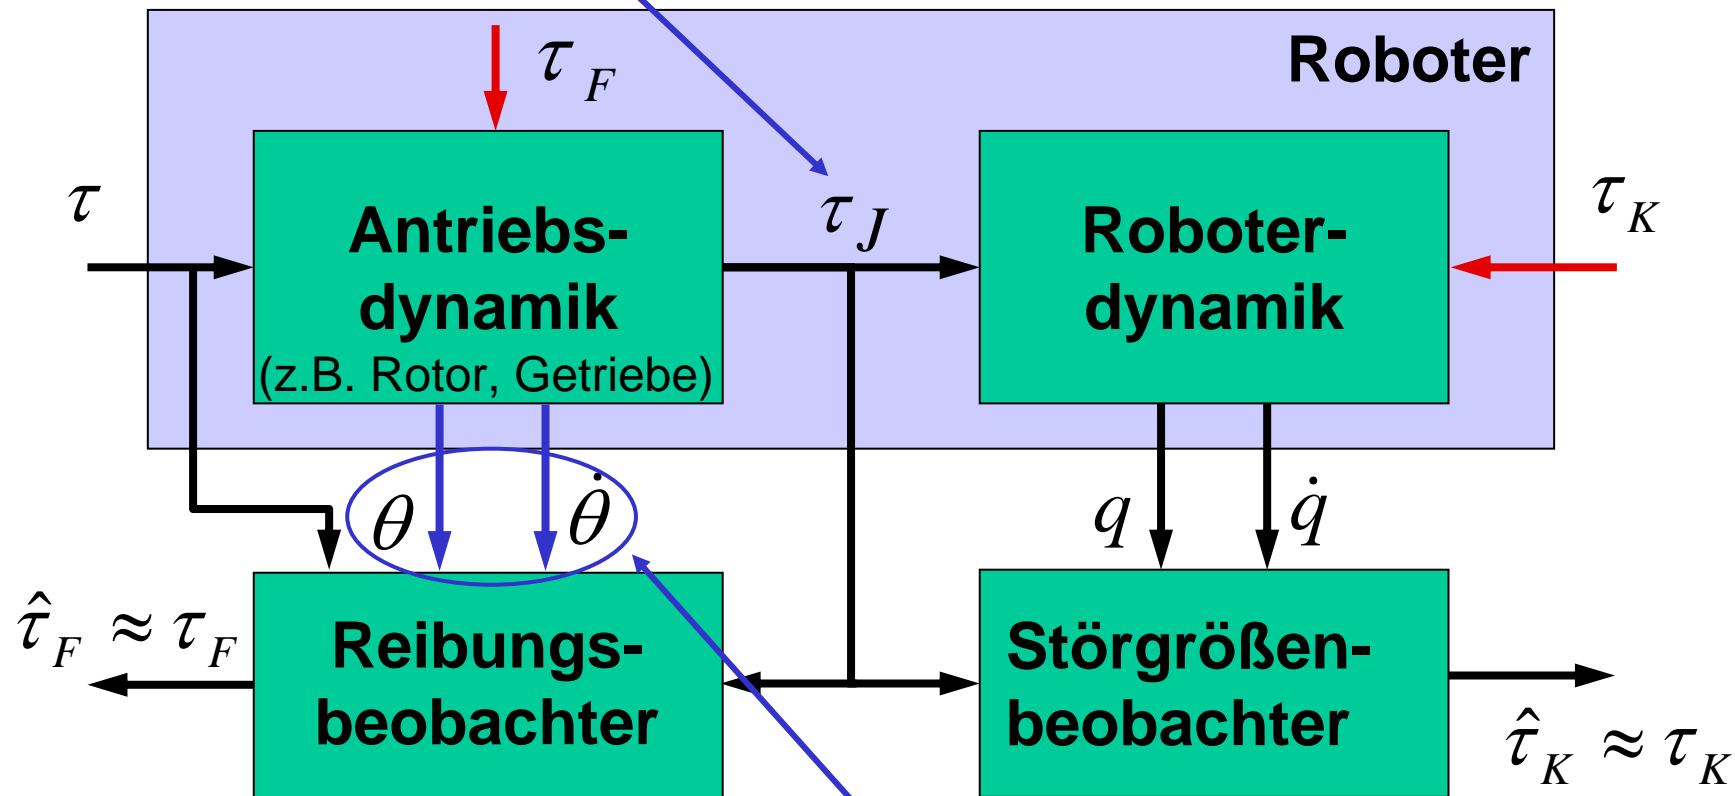 Roboter
τ_F
τ
Antriebs-
dynamik
(z.B. Rotor, Getriebe)
τ_J
Roboter-
dynamik
τ_K
θ
θ̇
q
q̇
τ̂_F ≈ τ_F
Reibungs-
beobachter
Störgrößen-
beobachter
τ̂_K ≈ τ_K